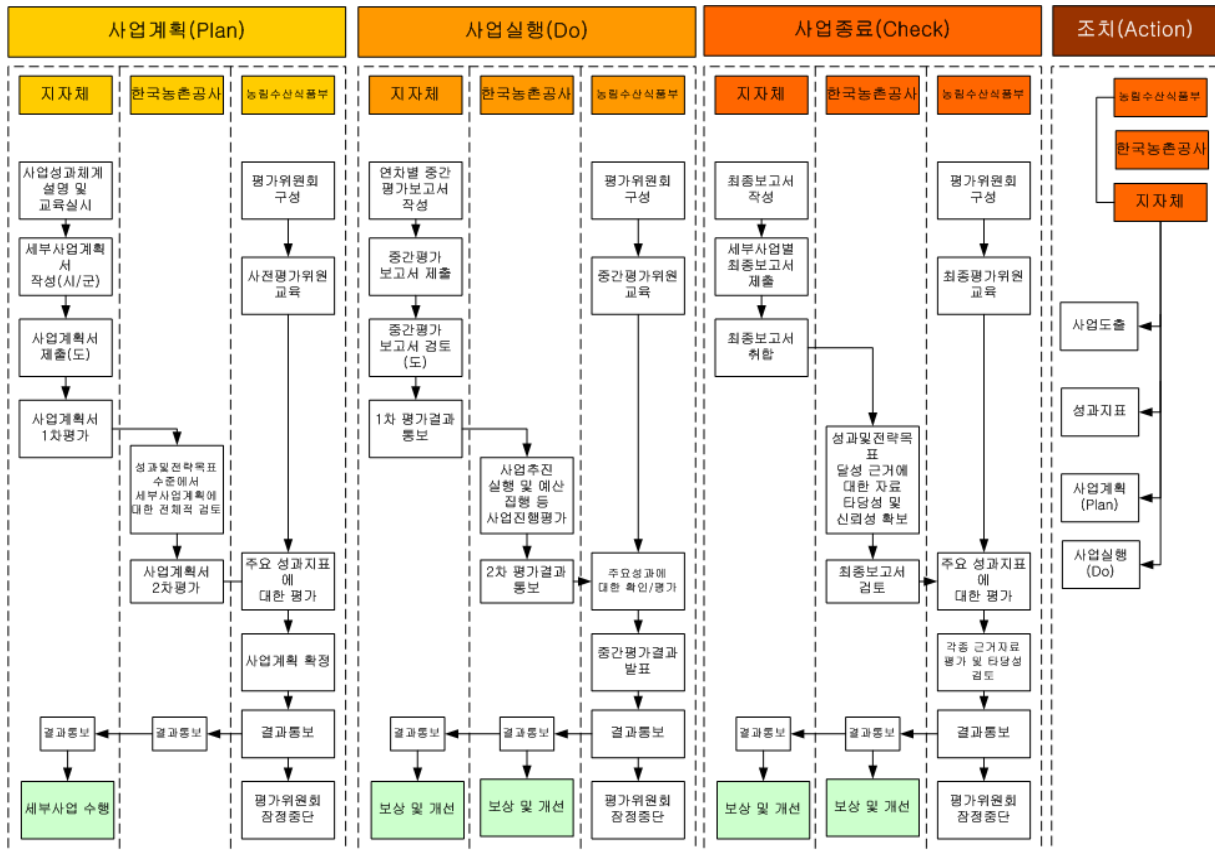 사업계획(Plan)
지자체
한국농촌공사
농림수산식품부
사업성과체계
설명 및
교육실시
세부사업계획
서
작성(시/군)
사업계획서
제출(도)
사업계획서
1차평가
성과및전략목표
수준에서
세부사업계획에
대한 전체적 검토
사업계획서
2차평가
평가위원회
구성
사전평가위원
교육
주요 성과지표
에
대한 평가
사업계획 확정
결과통보
결과통보
결과통보
세부사업 수행
평가위원회
잠정중단
사업실행(Do)
지자체
한국농촌공사
농림수산식품부
연차별 중간
평가보고서
작성
중간평가
보고서 제출
중간평가
보고서 검토
(도)
1차 평가결과
통보
사업추진
실행 및 예산
집행 등
사업진행평가
2차 평가결과
통보
평가위원회
구성
중간평가위원
교육
주요성과에
대한 확인/평가
중간평가결과
발표
결과통보
결과통보
결과통보
보상 및 개선
보상 및 개선
평가위원회
잠정중단
사업종료(Check)
지자체
한국농촌공사
농림수산식품부
최종보고서
작성
세부사업별
최종보고서
제출
최종보고서
취합
성과및전략목
표
달성 근거에
대한 자료
타당성 및
신뢰성 확보
최종보고서
검토
평가위원회
구성
최종평가위원
교육
주요 성과지표
에
대한 평가
각종 근거자료
평가 및 타당성
검토
결과통보
결과통보
결과통보
보상 및 개선
보상 및 개선
평가위원회
잠정중단
조치(Action)
농림수산식품부
한국농촌공사
지자체
사업도출
성과지표
사업계획
(Plan)
사업실행
(Do)